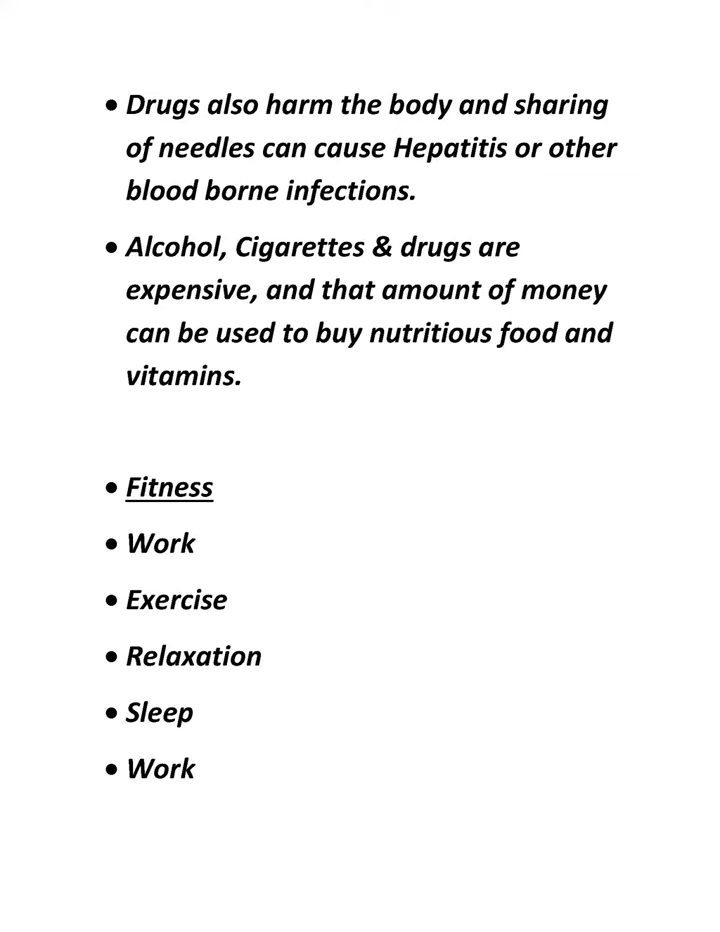 • Drugs also harm the body and sharing
of needles can cause Hepatitis or other
blood borne infections.
• Alcohol, Cigarettes & drugs are
expensive, and that amount of money
can be used to buy nutritious food and
vitamins.
• Fitness
• Work
• Exercise
• Relaxation
• Sleep
• Work